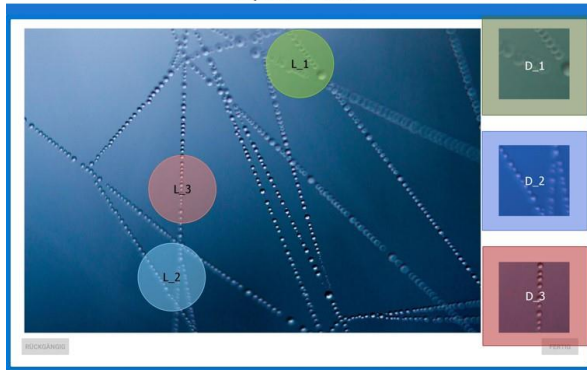 L_1
D_1
D_2
L_3
L_2
D_3
RÜCKGÄNGIG
FERTIG